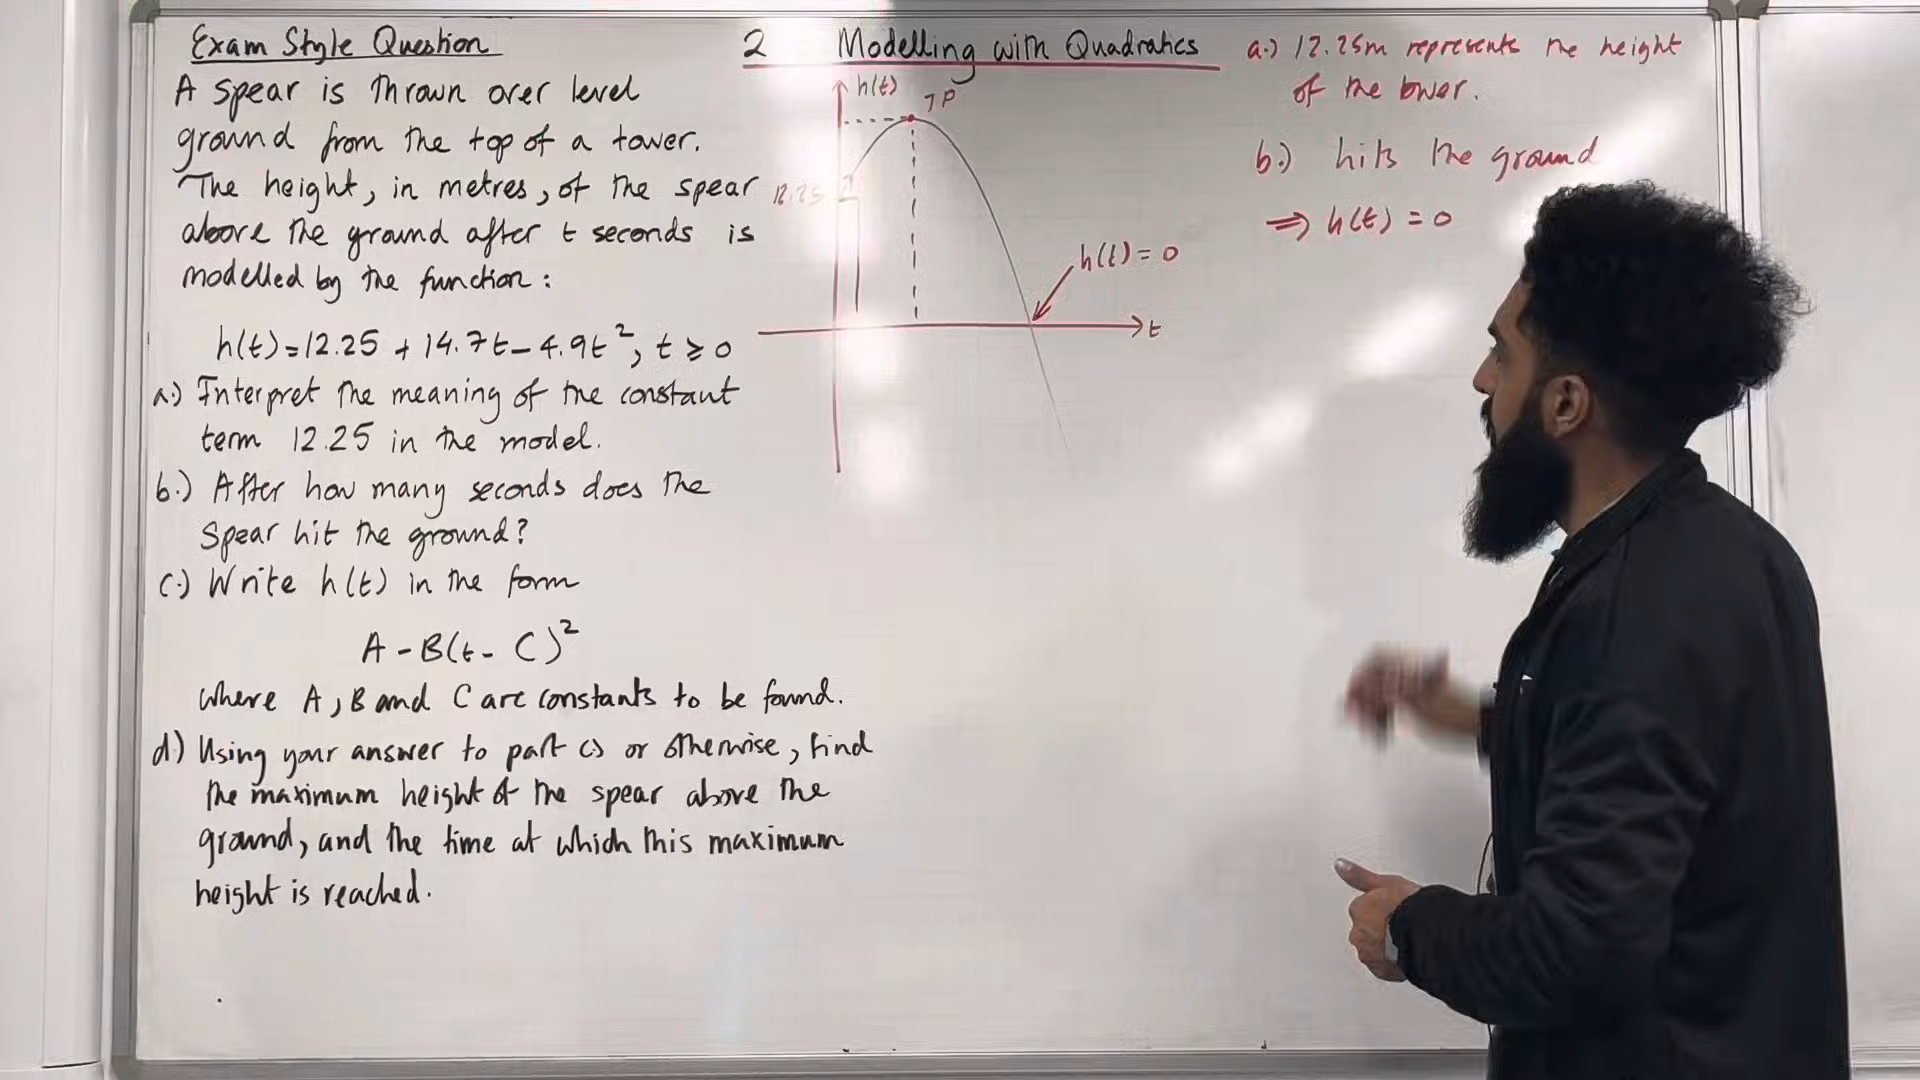 Exam Style Question
A spear is thrown over level
ground from the top of a tower.
The height, in metres, of the spear
above the ground after t seconds is
modelled by the function:
h(t)=12.25 + 14.7t - 4.9t², t ≥ 0
a.) Interpret the meaning of the constant
term 12.25 in the model.
b.) After how many seconds does the
spear hit the ground?
c.) Write h(t) in the form
A - B(t - C)²
where A, B and C are constants to be found.
d.) Using your answer to part c) or otherwise, find
the maximum height of the spear above the
ground, and the time at which this maximum
height is reached.
2 Modelling with Quadratics
h(t)
TP
12.25
h(t) = 0
t
a.) 12.25m represents the height
of the tower.
b.) hits the ground
⇒ h(t) = 0